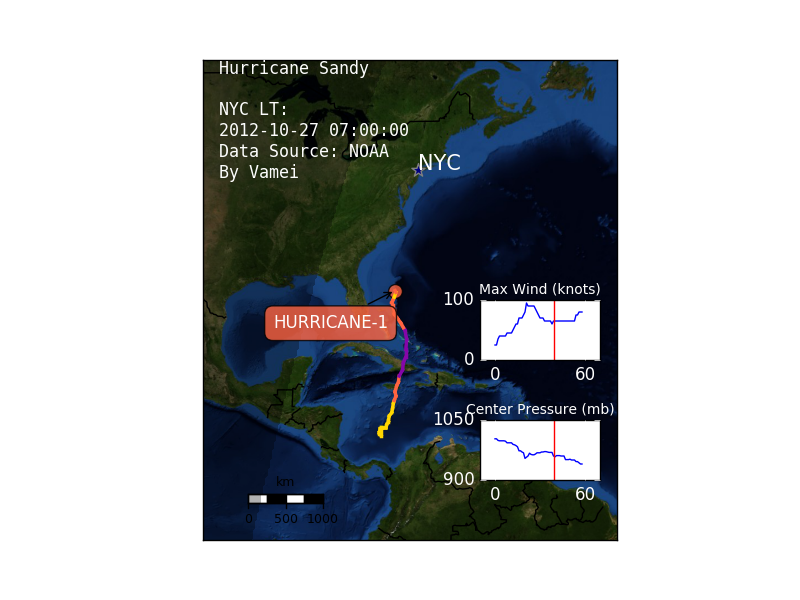 Hurricane Sandy
NYC LT:
2012-10-27 07:00:00
Data Source: NOAA
By Vamei
NYC
HURRICANE-1
Max Wind (knots)
100
0
0 60
Center Pressure (mb)
1050
900
0 60
km
0 500 1000